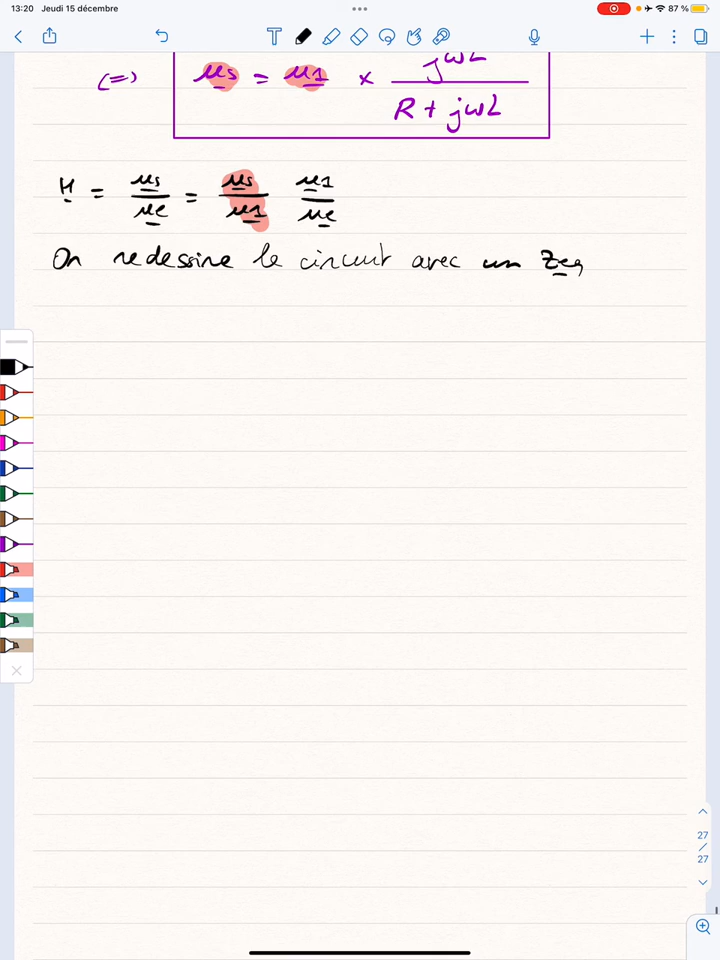 13:20 Jeudi 15 décembre
87 %
(=) us = u1 × jωL / R + jωL
H = us / ue = us / u1 u1 / ue
On redessine le circuit avec un Zeq
27
27